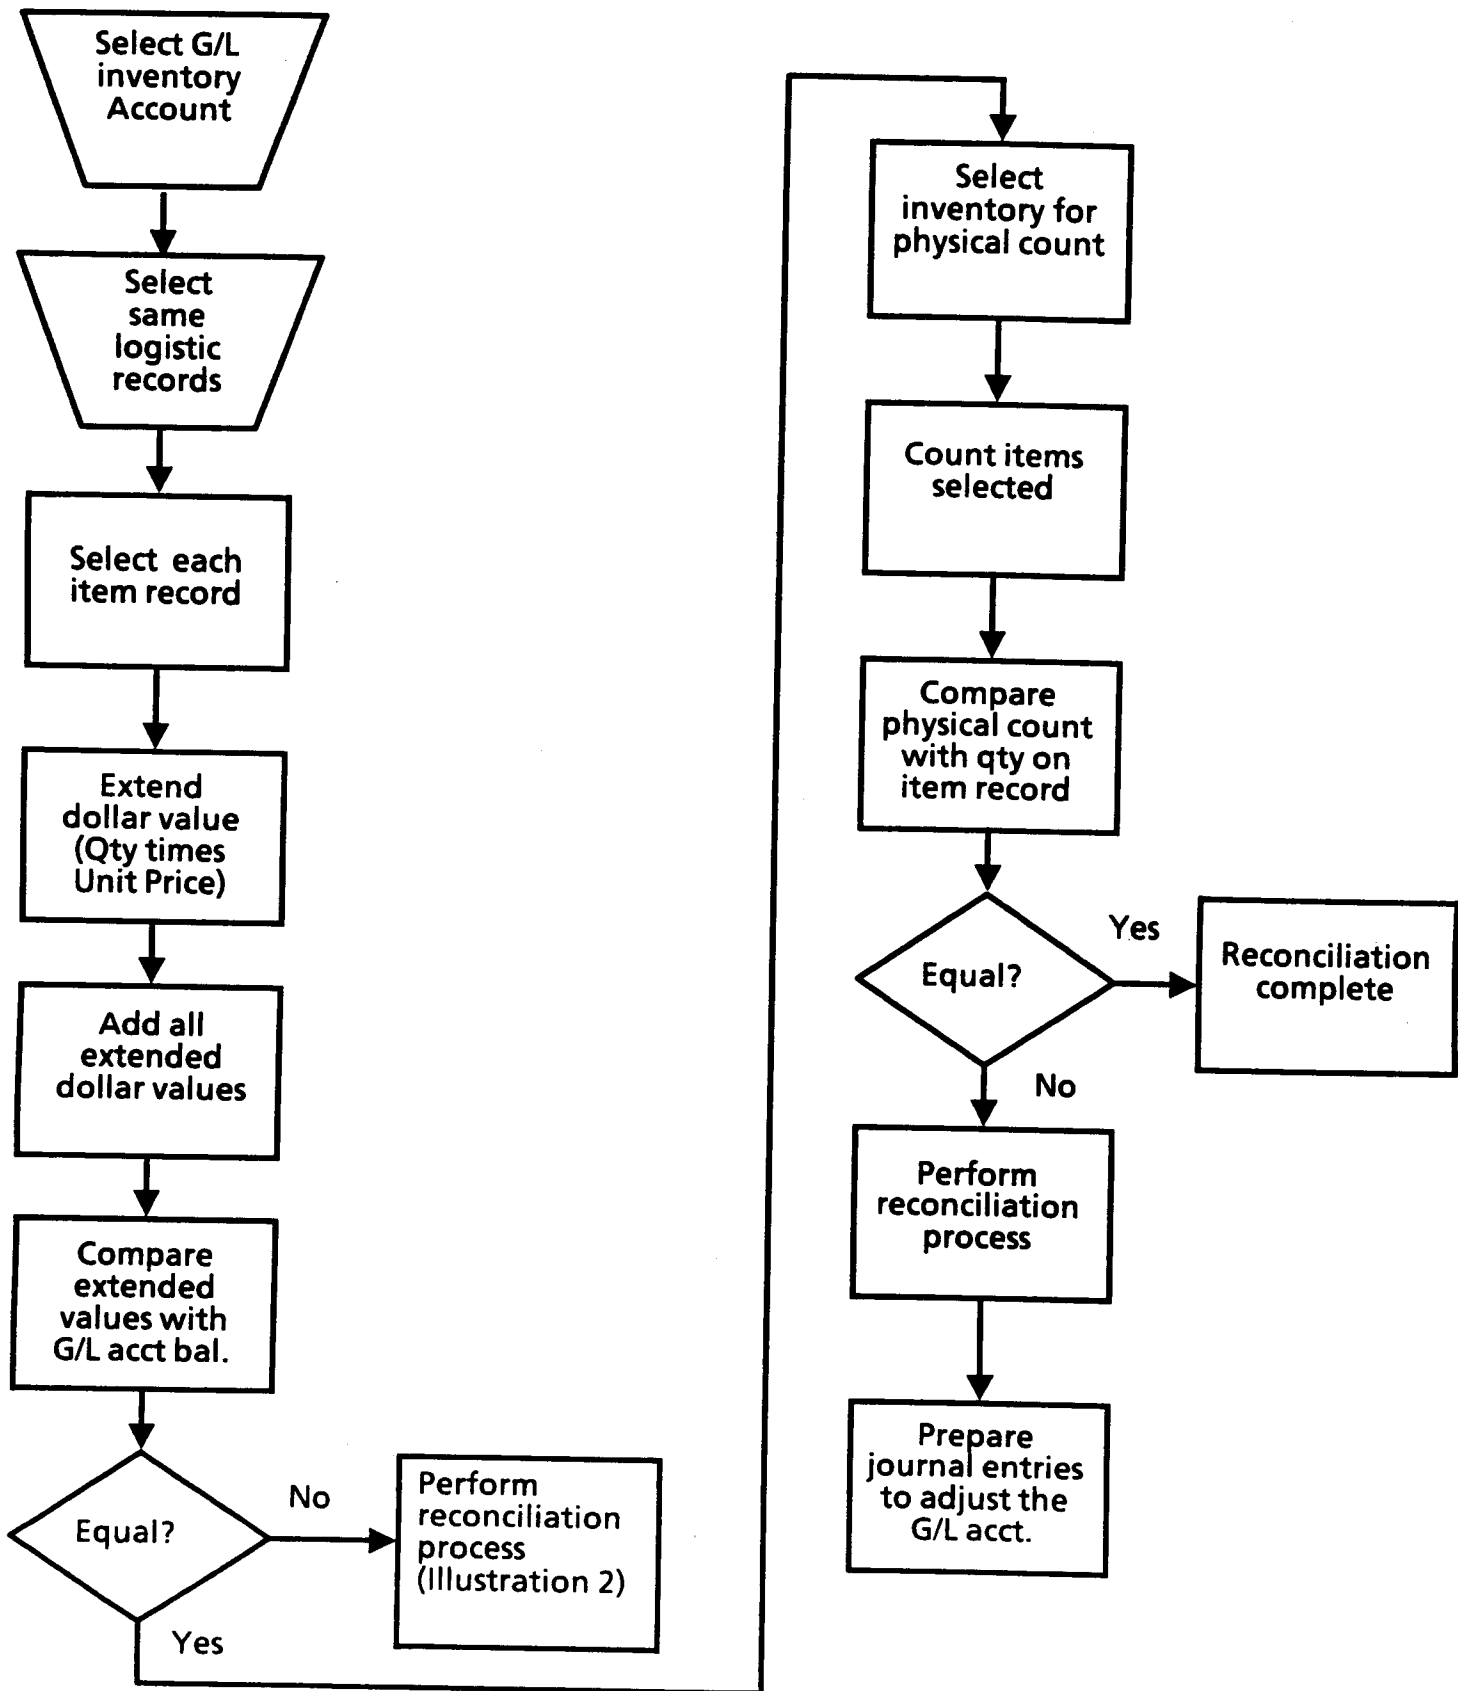 Select G/L
inventory
Account
Select
same
logistic
records
Select each
item record
Extend
dollar value
(Qty times
Unit Price)
Add all
extended
dollar values
Compare
extended
values with
G/L acct bal.
Equal?
No
Perform
reconciliation
process
(Illustration 2)
Yes
Select
inventory for
physical count
Count items
selected
Compare
physical count
with qty on
item record
Equal?
Yes
Reconciliation
complete
No
Perform
reconciliation
process
Prepare
journal entries
to adjust the
G/L acct.